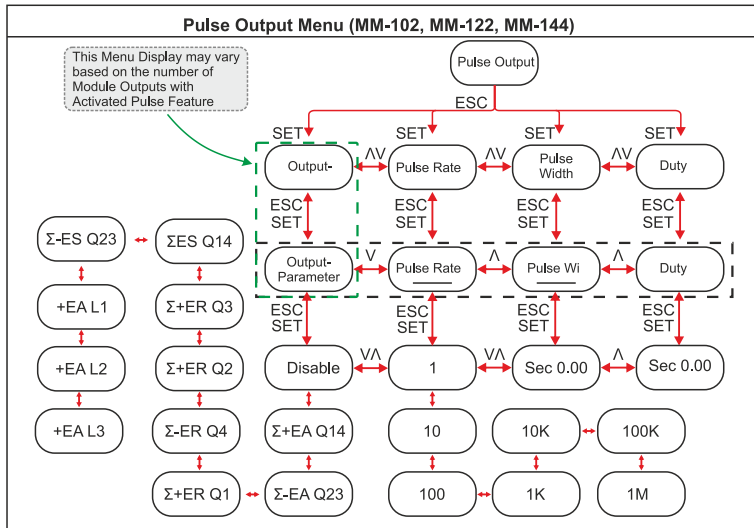 Pulse Output Menu (MM-102, MM-122, MM-144)
This Menu Display may vary
based on the number of
Module Outputs with
Activated Pulse Feature
Pulse Output
ESC
SET SET SET SET
Output- ΛV Pulse Rate ΛV Pulse
Width ΛV Duty
ESC
SET ESC
SET ESC
SET ESC
SET
Output-
Parameter V Pulse Rate Λ Pulse Wi Λ Duty
ESC
SET ESC
SET ESC
SET ESC
SET
Disable VΛ 1 VΛ Sec 0.00 Λ Sec 0.00
Σ-ES Q23 ΣES Q14
+EA L1 Σ+ER Q3
+EA L2 Σ+ER Q2
+EA L3 Σ-ER Q4 Σ+EA Q14 10 10K 100K
Σ+ER Q1 Σ-EA Q23 100 1K 1M